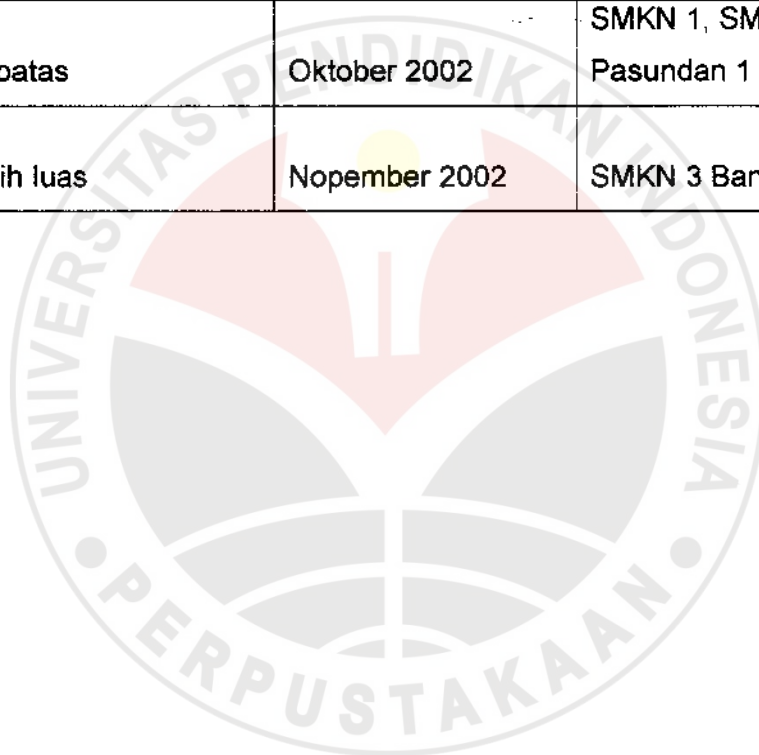 SMKN 1, SM
batas Oktober 2002 Pasundan 1
ih luas Nopember 2002 SMKN 3 Ban
UNIVERSITAS PENDIDIKAN INDONESIA
PERPUSTAKAAN